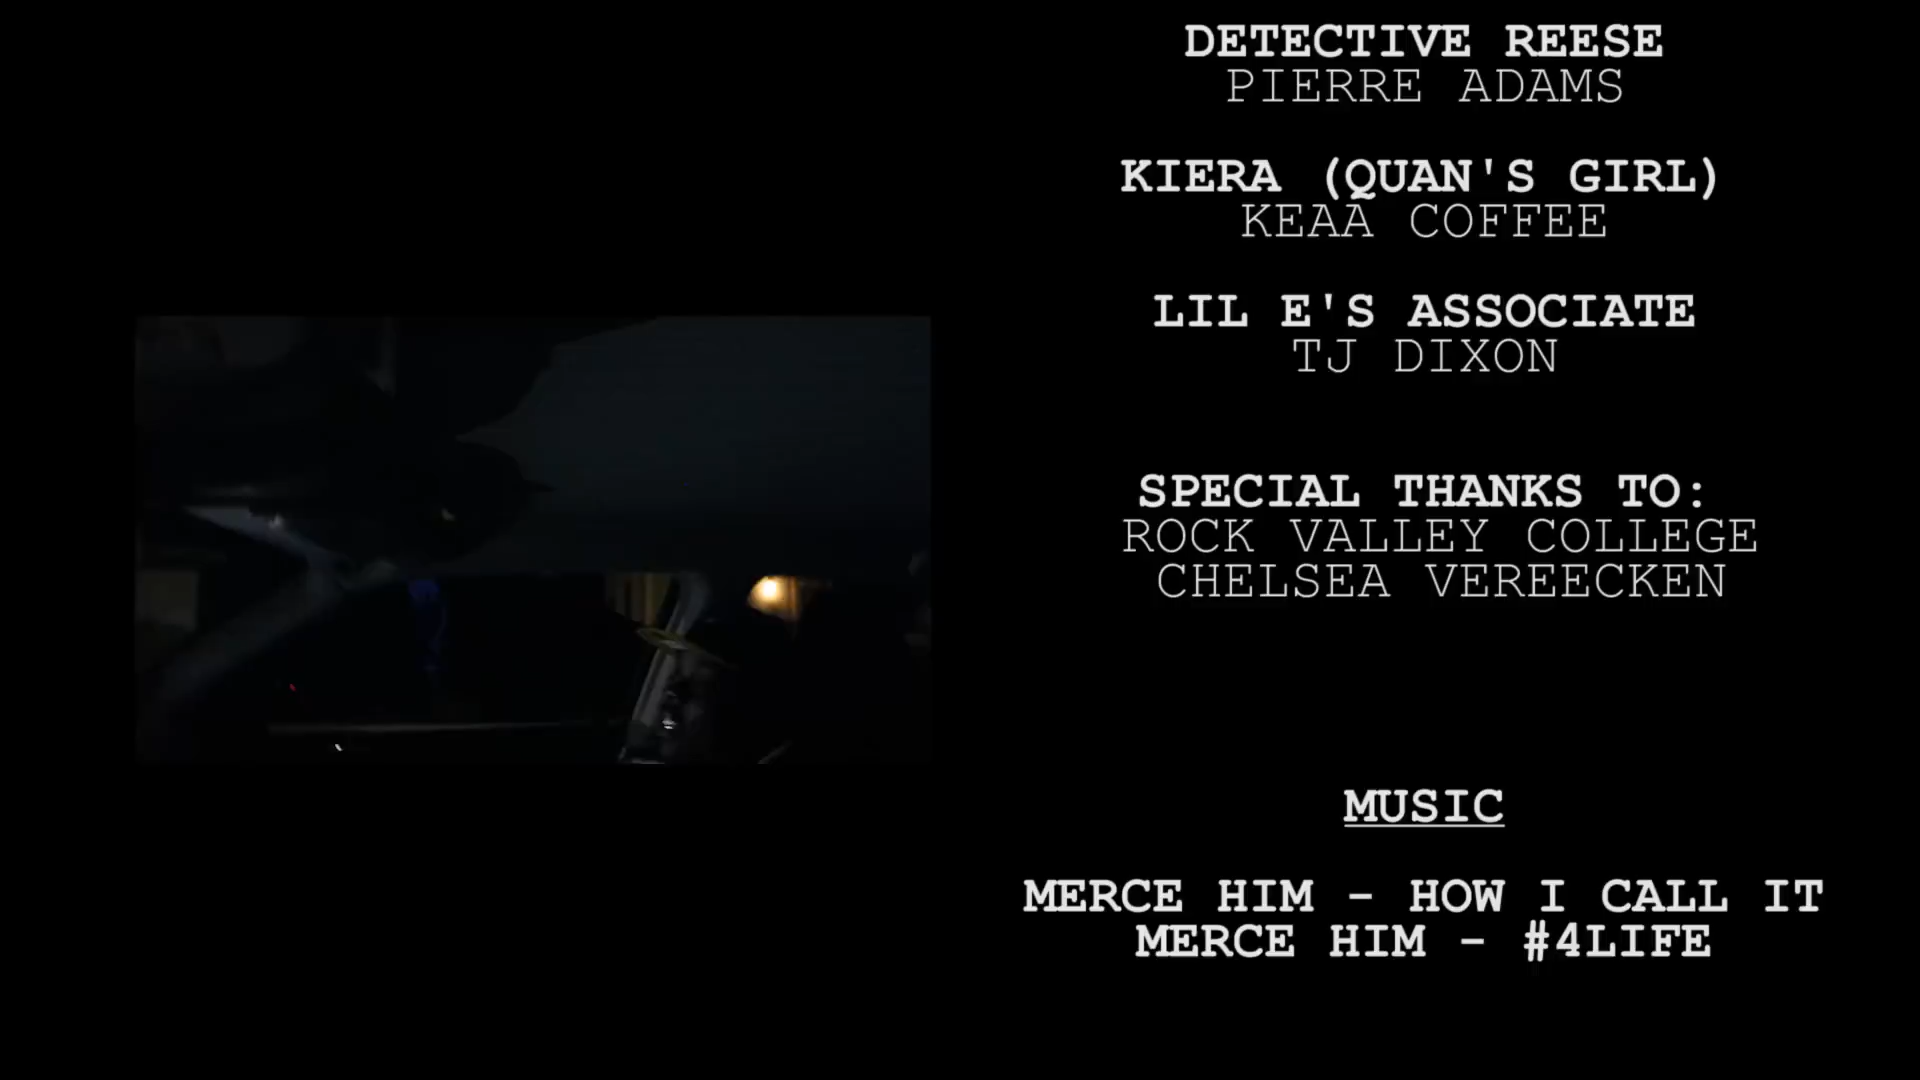 DETECTIVE REESE
PIERRE ADAMS
KIERA (QUAN'S GIRL)
KEAA COFFEE
LIL E'S ASSOCIATE
TJ DIXON
SPECIAL THANKS TO:
ROCK VALLEY COLLEGE
CHELSEA VEREECKEN
MUSIC
MERCE HIM - HOW I CALL IT
MERCE HIM - #4LIFE